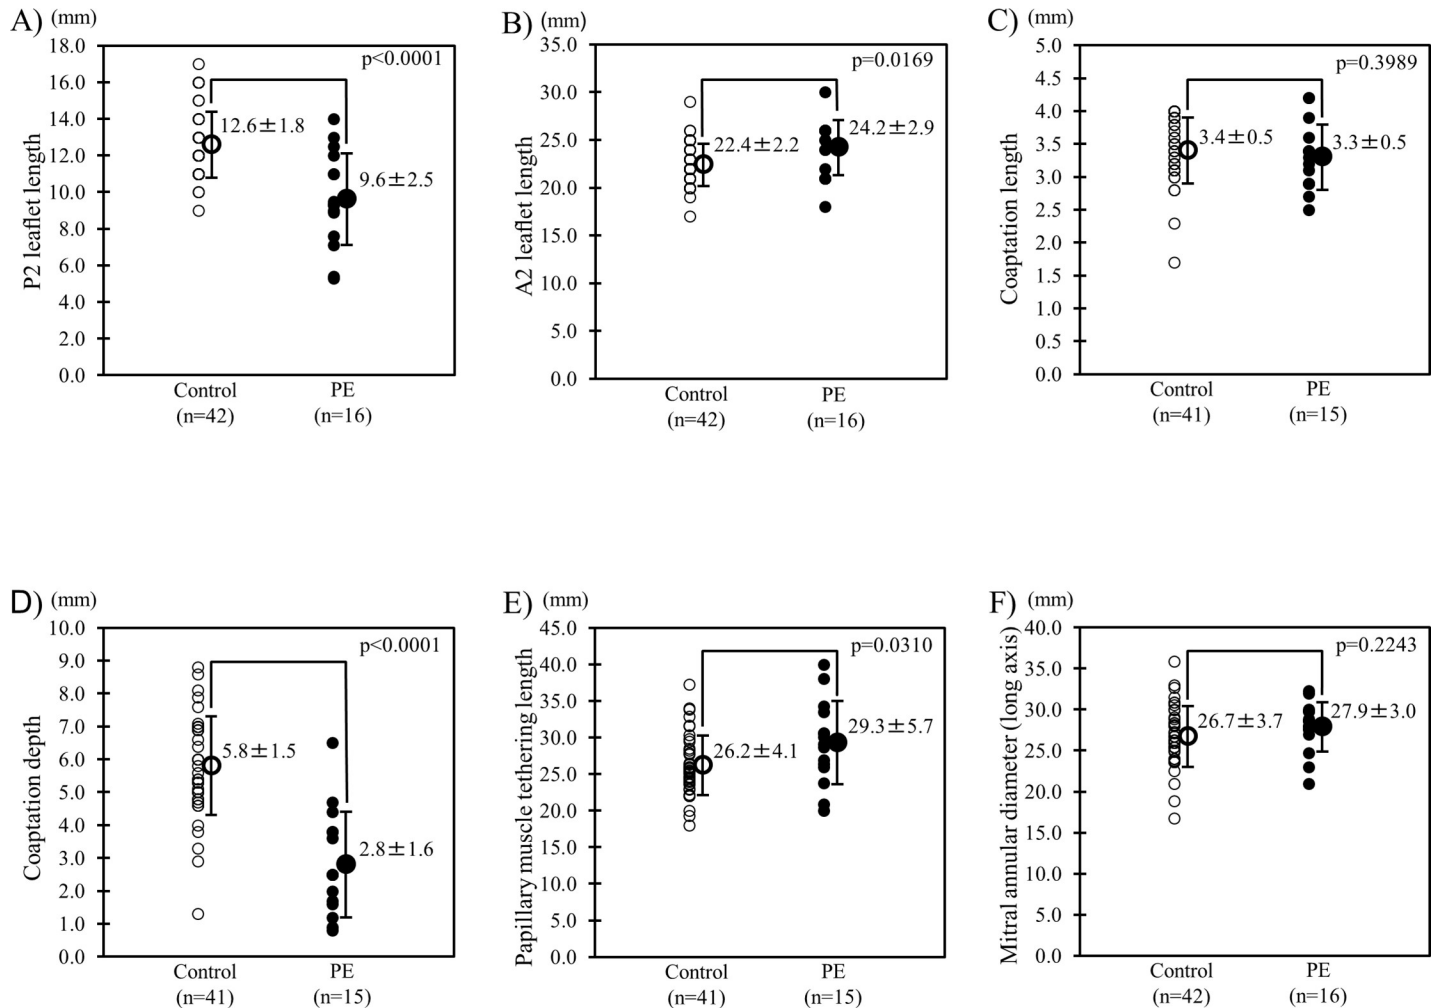 A) (mm)
18.0
16.0
14.0
12.0
10.0
8.0
6.0
4.0
2.0
0.0
P2 leaflet length
p<0.0001
12.6±1.8
9.6±2.5
Control
(n=42)
PE
(n=16)
B) (mm)
35.0
30.0
25.0
20.0
15.0
10.0
5.0
0.0
A2 leaflet length
p=0.0169
22.4±2.2
24.2±2.9
Control
(n=42)
PE
(n=16)
C) (mm)
5.0
4.5
4.0
3.5
3.0
2.5
2.0
1.5
1.0
0.5
0.0
Coaptation length
p=0.3989
3.4±0.5
3.3±0.5
Control
(n=41)
PE
(n=15)
D) (mm)
10.0
9.0
8.0
7.0
6.0
5.0
4.0
3.0
2.0
1.0
0.0
Coaptation depth
p<0.0001
5.8±1.5
2.8±1.6
Control
(n=41)
PE
(n=15)
E) (mm)
45.0
40.0
35.0
30.0
25.0
20.0
15.0
10.0
5.0
0.0
Papillary muscle tethering length
p=0.0310
26.2±4.1
29.3±5.7
Control
(n=41)
PE
(n=15)
F) (mm)
40.0
35.0
30.0
25.0
20.0
15.0
10.0
5.0
0.0
Mitral annular diameter (long axis)
p=0.2243
26.7±3.7
27.9±3.0
Control
(n=42)
PE
(n=16)